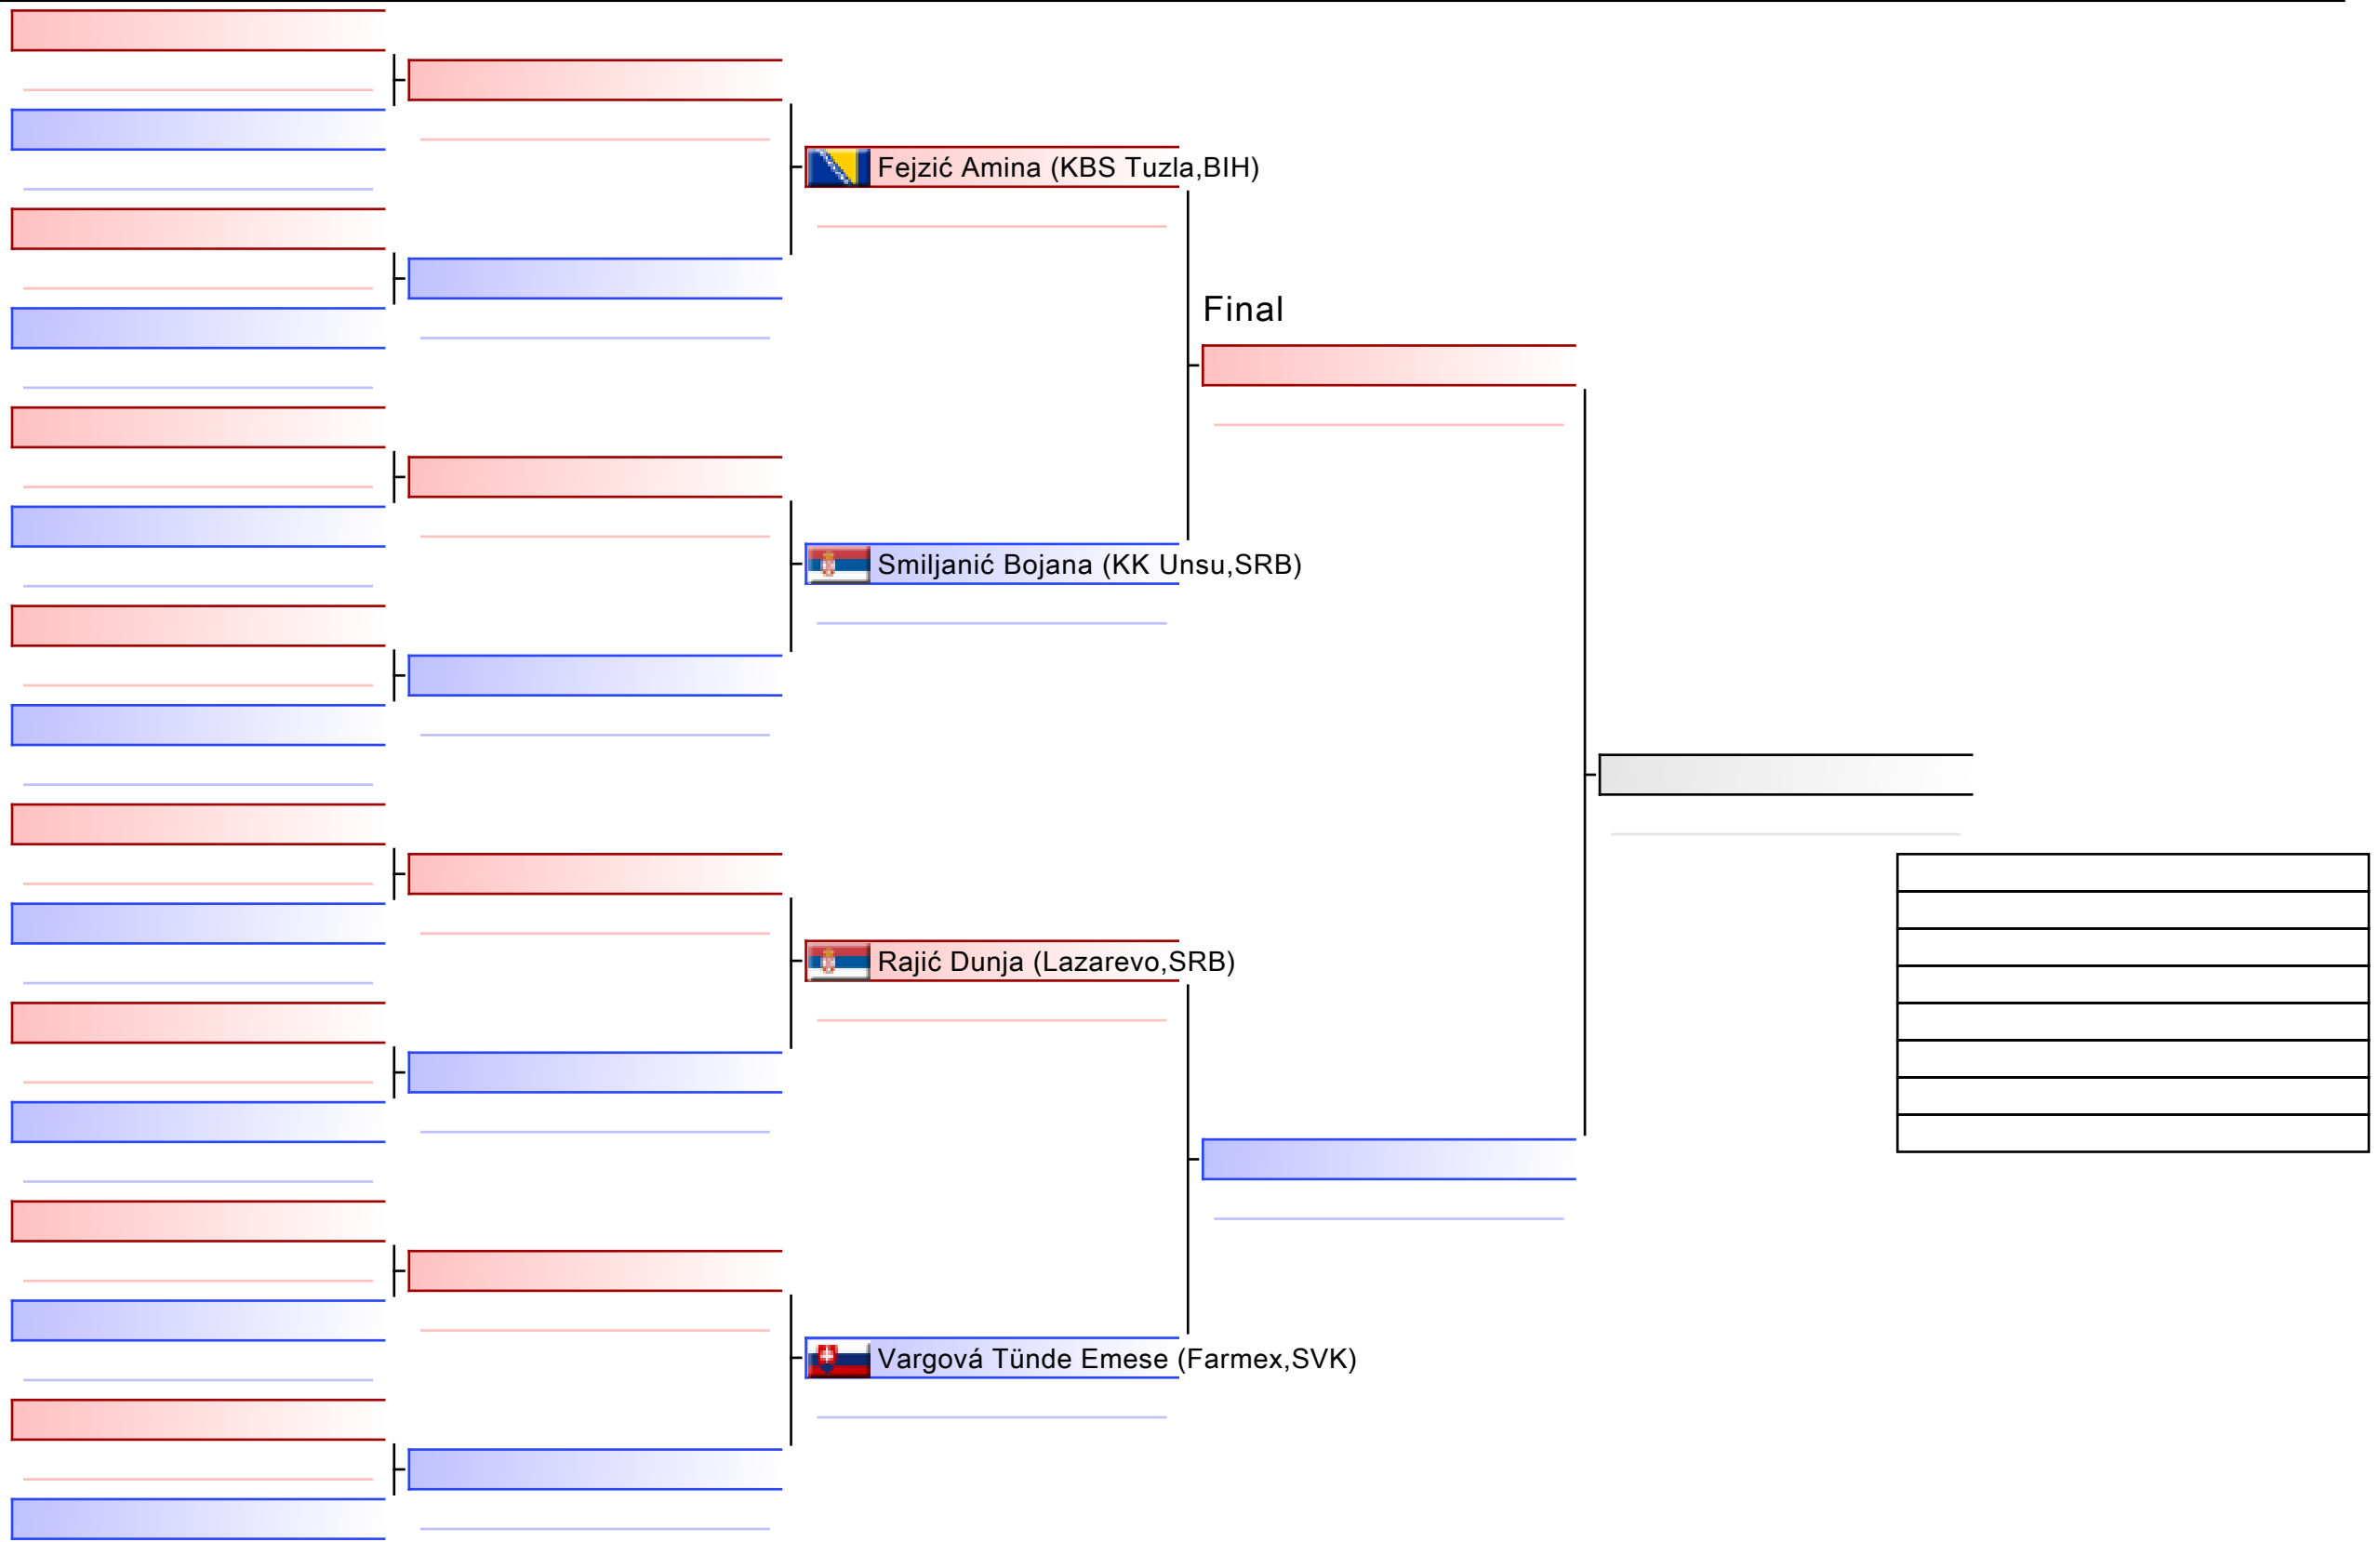 Fejzić Amina (KBS Tuzla,BIH)
Final
Smiljanić Bojana (KK Unsu,SRB)
Rajić Dunja (Lazarevo,SRB)
Vargová Tünde Emese (Farmex,SVK)